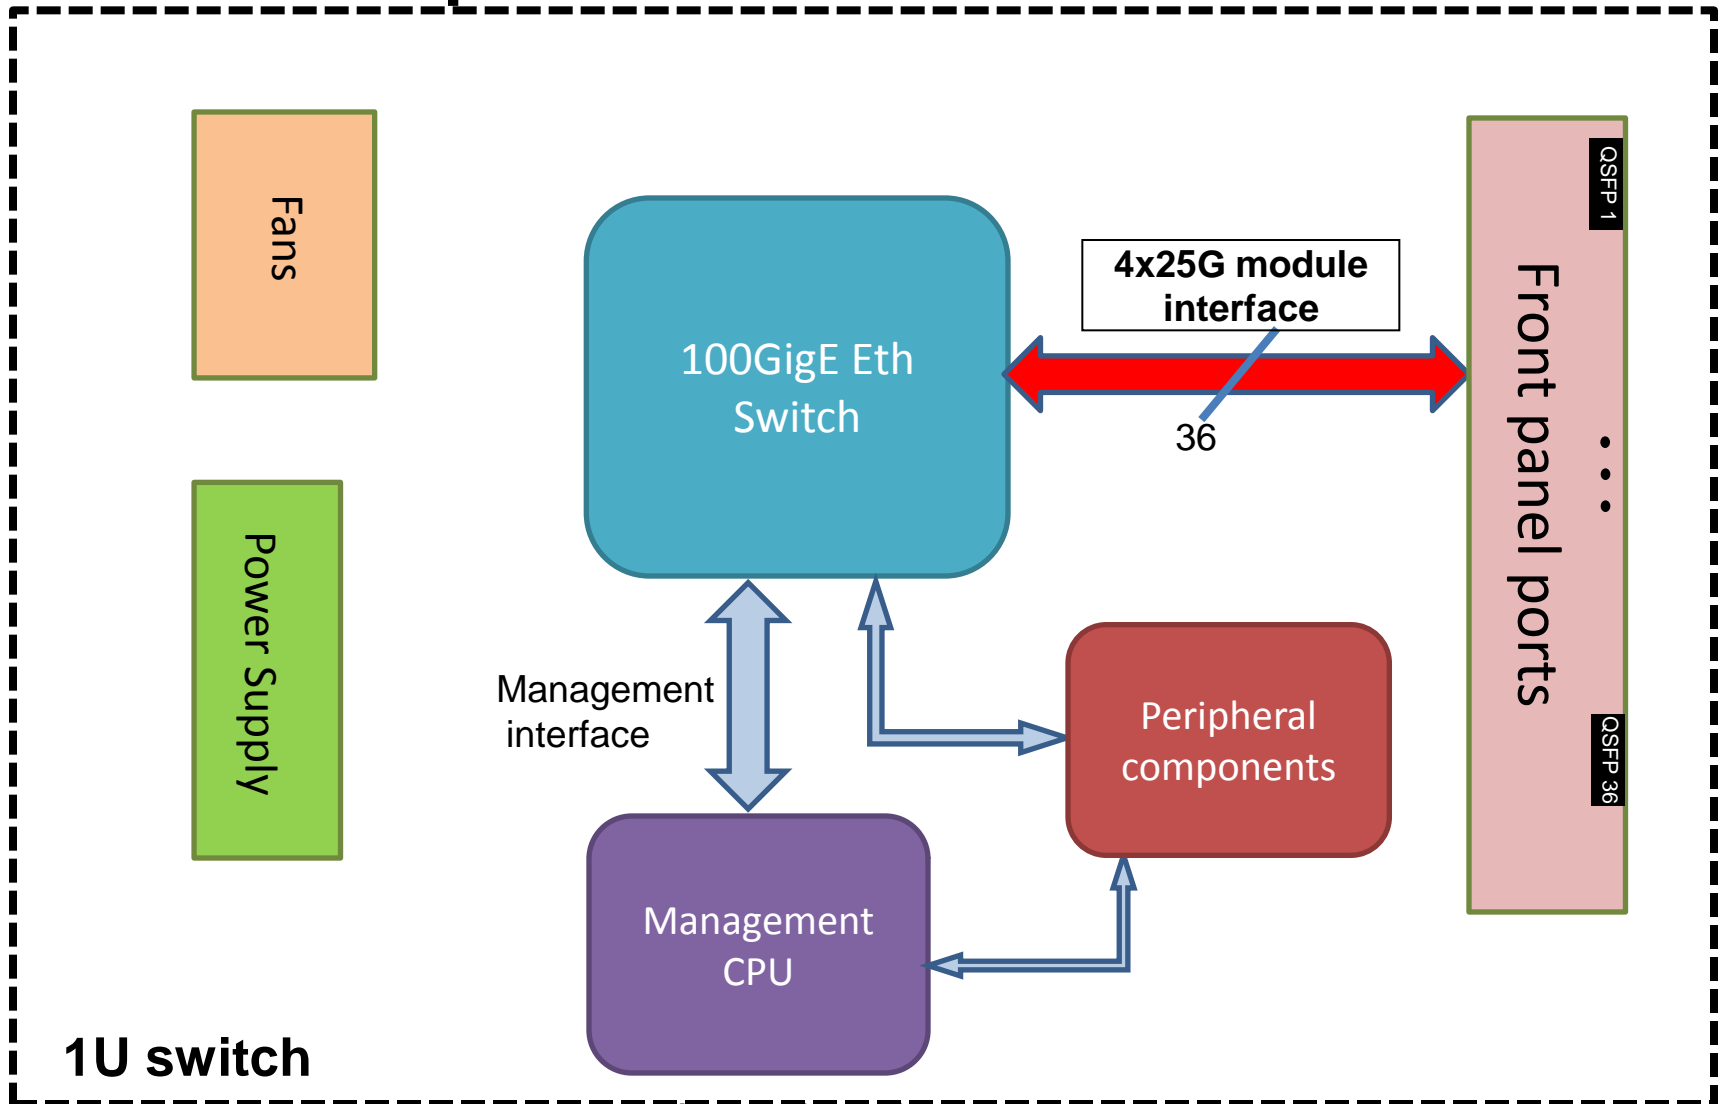 Fans
Power Supply
100GigE Eth
Switch
4x25G module
interface
36
QSFP 1
Front panel ports
QSFP 36
Management
interface
Peripheral
components
Management
CPU
1U switch